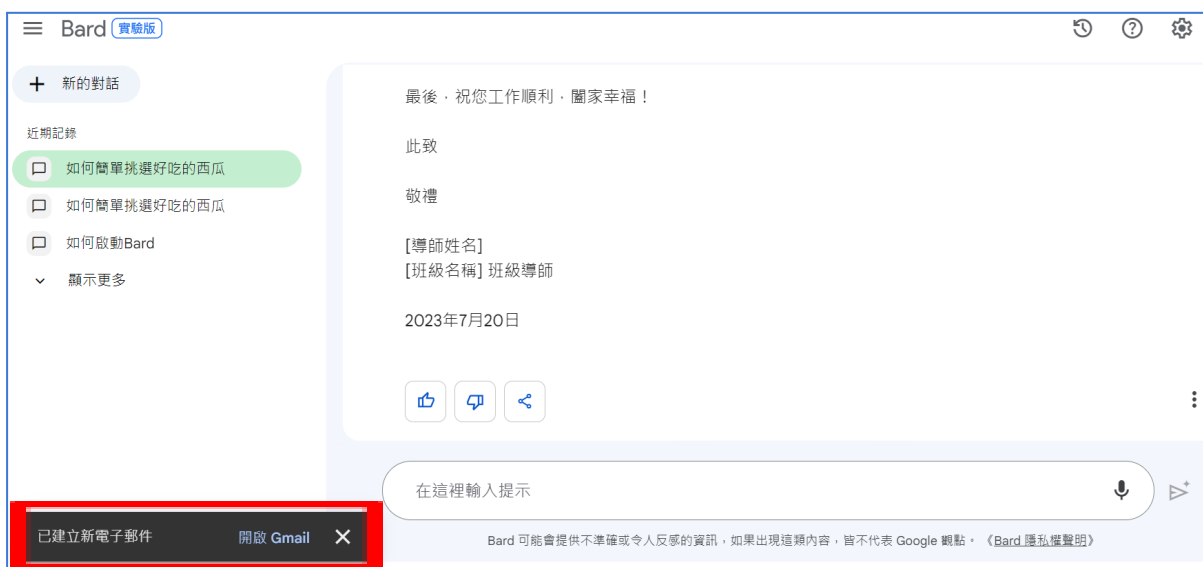 Bard 實驗版
新的對話
近期記錄
如何簡單挑選好吃的西瓜
如何簡單挑選好吃的西瓜
如何啟動Bard
顯示更多
最後，祝您工作順利，闔家幸福！
此致
敬禮
[導師姓名]
[班級名稱] 班級導師
2023年7月20日
在這裡輸入提示
已建立新電子郵件 開啟 Gmail
Bard 可能會提供不準確或令人反感的資訊，如果出現這類內容，皆不代表 Google 觀點。《Bard 隱私權聲明》